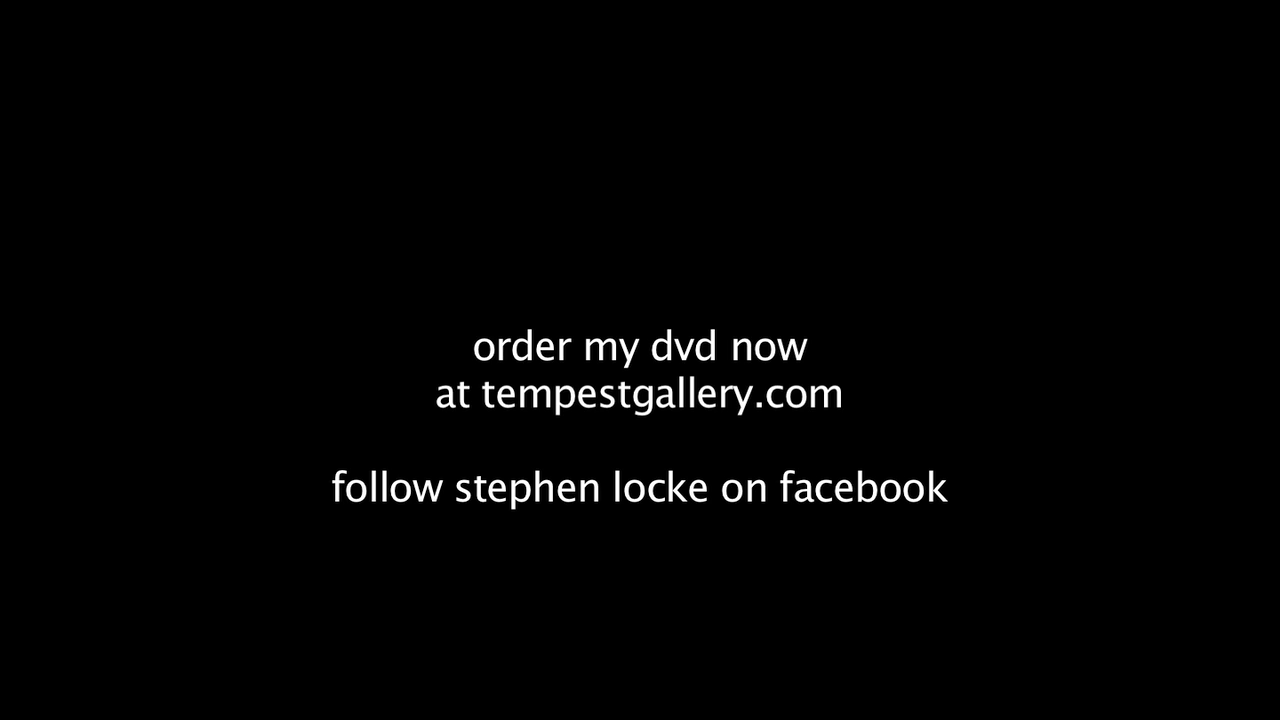 order my dvd now
at tempestgallery.com
follow stephen locke on facebook